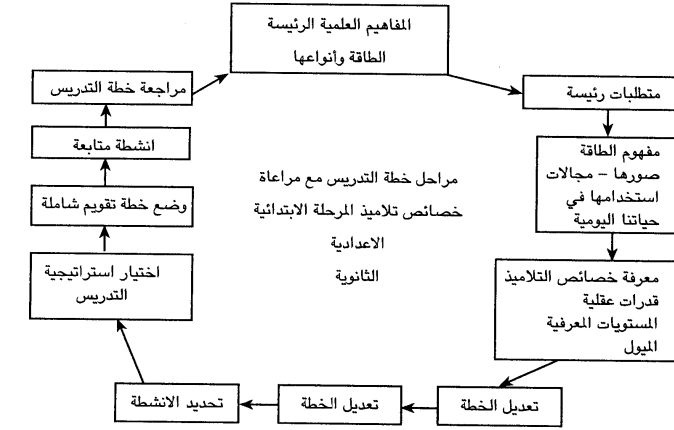 المفاهيم العلمية الرئيسة
الطاقة وأنواعها
متطلبات رئيسة
مفهوم الطاقة
صورها – مجالات
استخدامها في
حياتنا اليومية
معرفة خصائص التلاميذ
قدرات عقلية
المستويات المعرفية
الميول
تعديل الخطة
تعديل الخطة
تحديد الانشطة
اختيار استراتيجية
التدريس
وضع خطة تقويم شاملة
انشطة متابعة
مراجعة خطة التدريس
مراحل خطة التدريس مع مراعاة
خصائص تلاميذ المرحلة الابتدائية
الاعدادية
الثانوية